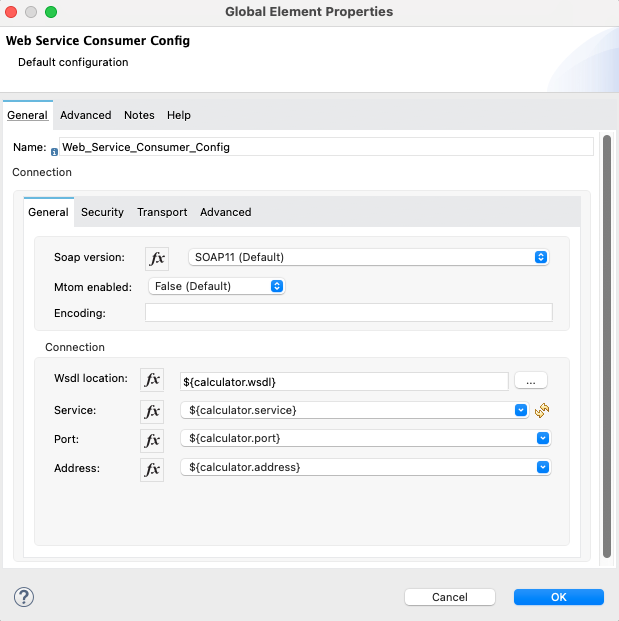 Global Element Properties
Web Service Consumer Config
Default configuration
General Advanced Notes Help
Name: Web_Service_Consumer_Config
Connection
General Security Transport Advanced
Soap version: fx SOAP11 (Default)
Mtom enabled: False (Default)
Encoding:
Connection
Wsdl location: fx ${calculator.wsdl} ...
Service: fx ${calculator.service}
Port: fx ${calculator.port}
Address: fx ${calculator.address}
? Cancel OK